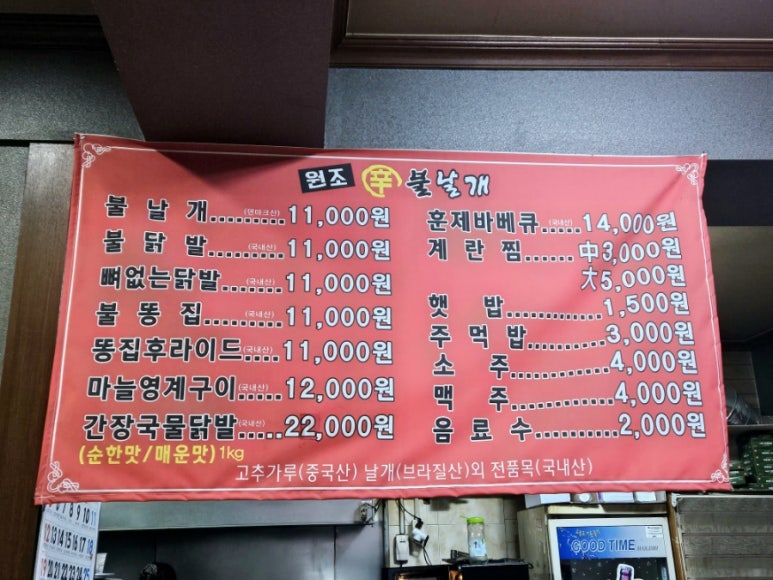 원조 辛 불날개
불날개.........(덴마크산)11,000원
불닭발.........(국내산)11,000원
뼈없는닭발.......(국내산)11,000원
불똥집.........(국내산)11,000원
똥집후라이드....(국내산)11,000원
마늘영계구이....(국내산)12,000원
간장국물닭발.....(국내산)22,000원
(순한맛/매운맛) 1kg
훈제바베큐.....(국내산)14,000원
계란찜......中3,000원
大5,000원
햇밥............1,500원
주먹밥...........3,000원
소주............4,000원
맥주............4,000원
음료수..........2,000원
고추가루(중국산) 날개(브라질산)외 전품목(국내산)
GOOD TIME